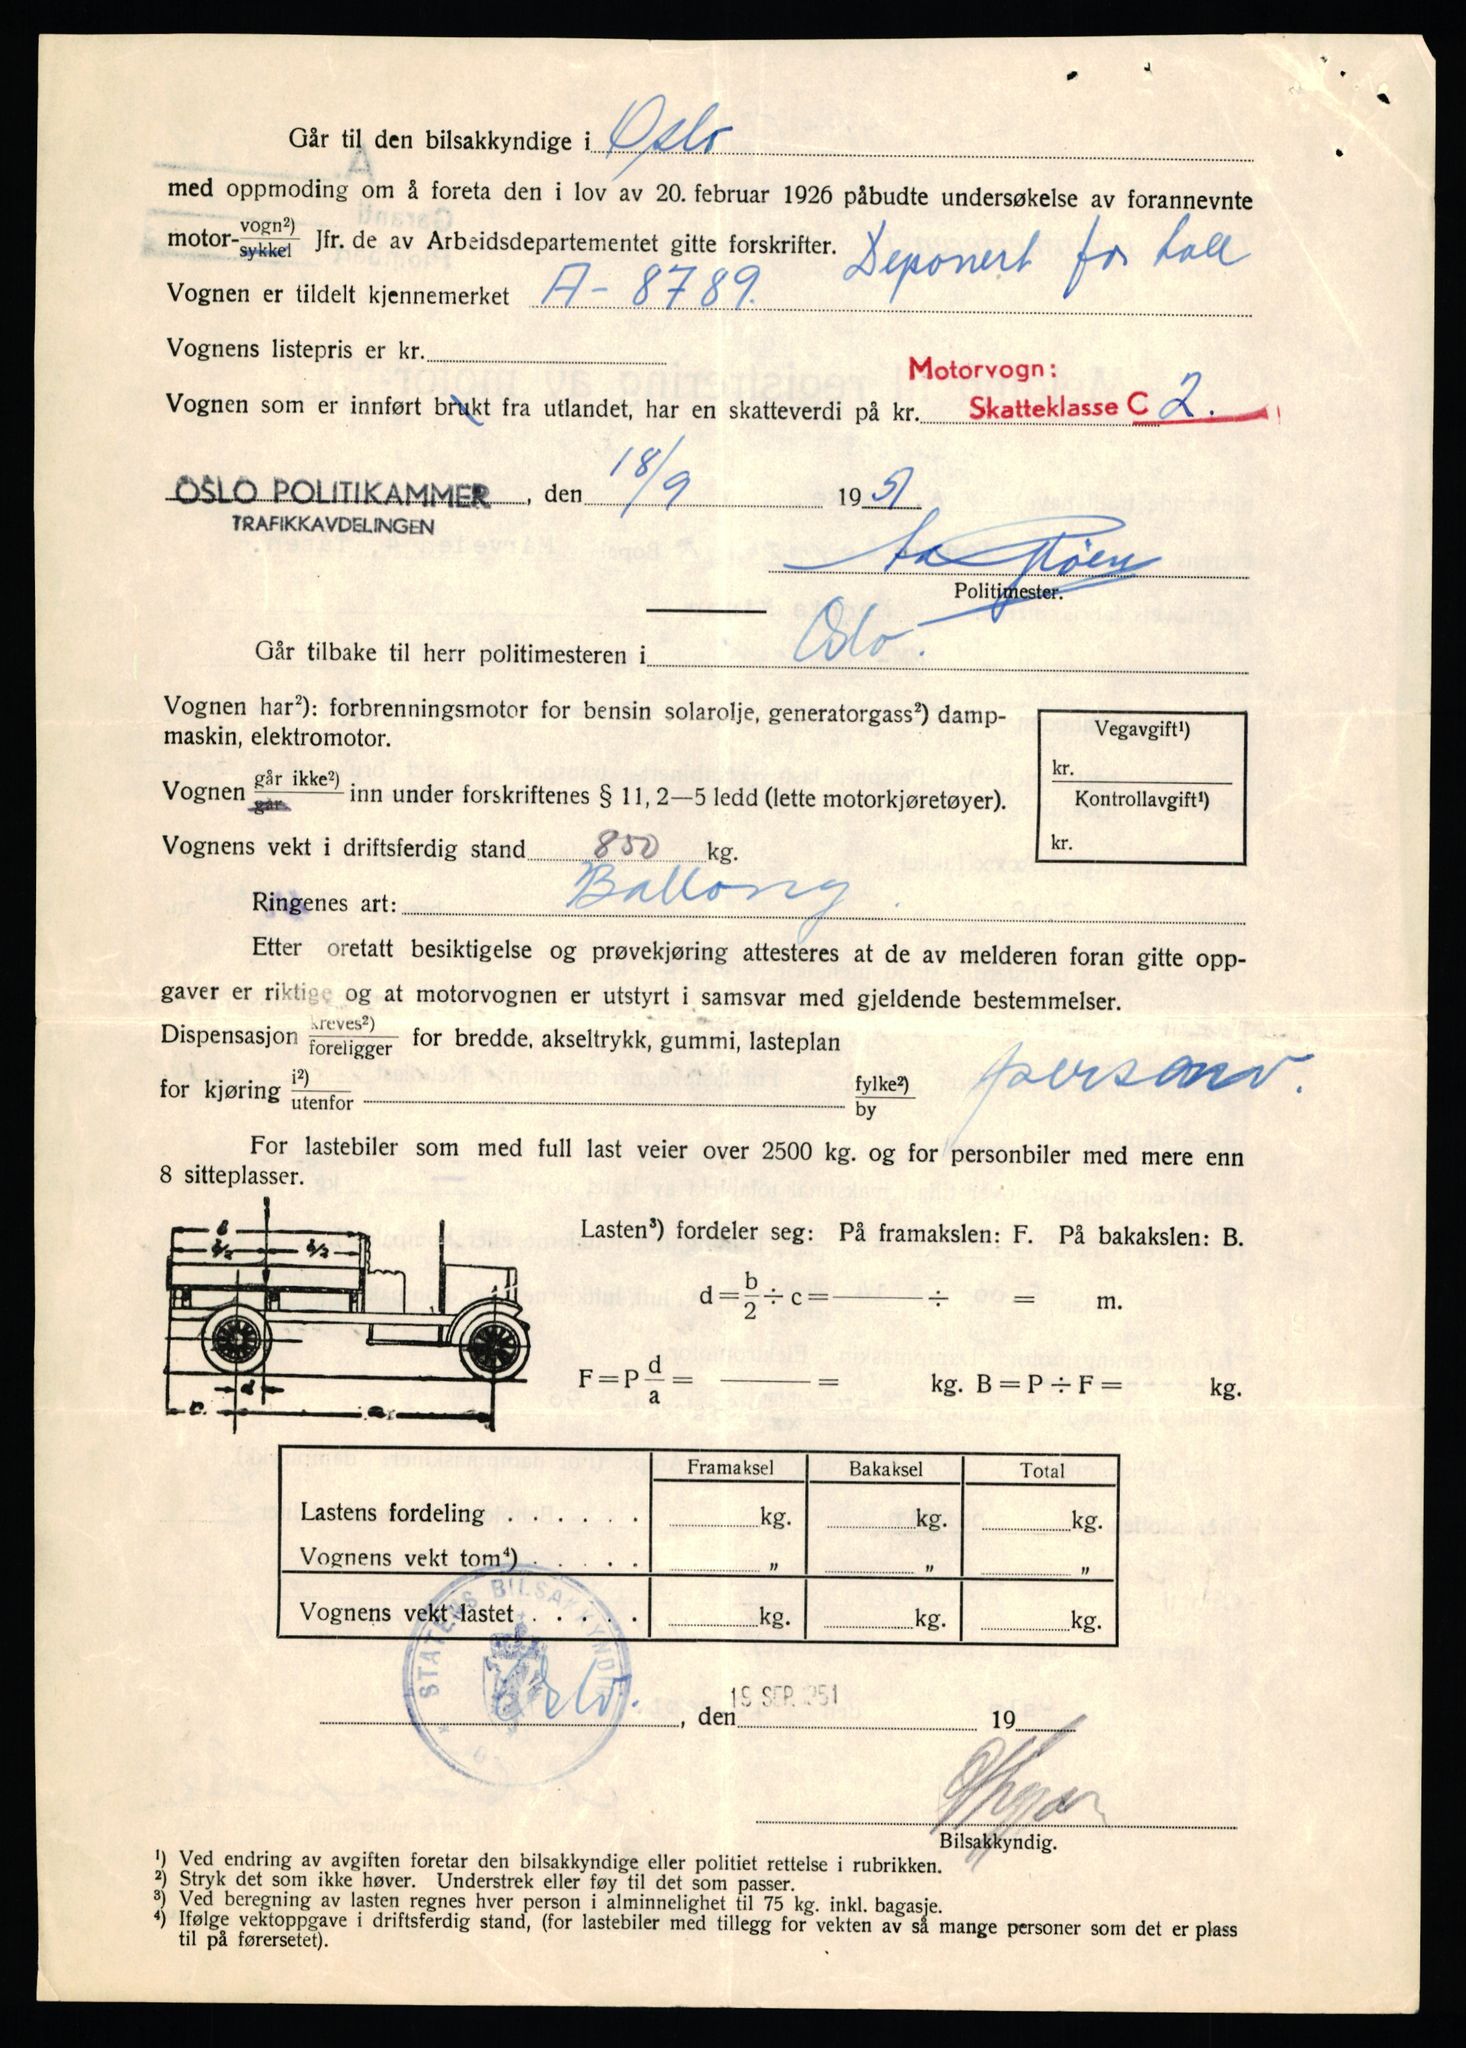 Går til den bilsakkyndige i Oslo
med oppmoding om å foreta den i lov av 20. februar 1926 påbudte undersøkelse av forannevnte
motor-vogn²)/sykkel Jfr. de av Arbeidsdepartementet gitte forskrifter. Deponert for toll
Vognen er tildelt kjennemerket A-8789.
Vognens listepris er kr.
Motorvogn:
Vognen som er innført brukt fra utlandet, har en skatteverdi på kr. Skatteklasse C 2.
OSLO POLITIKAMMER, den 18/9 1951
TRAFIKKAVDELINGEN
Politimester.
Går tilbake til herr politimesteren i Oslo.
Vognen har²): forbrenningsmotor for bensin solarolje, generatorgass²) damp-
maskin, elektromotor.
Vegavgift¹)
kr.
Kontrollavgift¹)
kr.
Vognen går ikke²)/går inn under forskriftenes § 11, 2—5 ledd (lette motorkjøretøyer).
Vognens vekt i driftsferdig stand 850 kg.
Ringenes art: Ballong.
Etter oretatt besiktigelse og prøvekjøring attesteres at de av melderen foran gitte opp-
gaver er riktige og at motorvognen er utstyrt i samsvar med gjeldende bestemmelser.
Dispensasjon kreves²)/foreligger for bredde, akseltrykk, gummi, lasteplan
for kjøring i²)/utenfor fylke²)/by personv.
For lastebiler som med full last veier over 2500 kg. og for personbiler med mere enn
8 sitteplasser.
Lasten³) fordeler seg: På framakslen: F. På bakakslen: B.
d = b/2 ÷ c = ——— ÷ = m.
F = P d/a = ——— = kg. B = P ÷ F = kg.
Framaksel Bakaksel Total
Lastens fordeling . . . . . . kg. kg. kg.
Vognens vekt tom⁴) . . . . . " " "
Vognens vekt lastet . . . . . kg. kg. kg.
STATENS BILSAKKYNDIG
Oslo., den 19 SEP. 1951 19
Bilsakkyndig.
¹) Ved endring av avgiften foretar den bilsakkyndige eller politiet rettelse i rubrikken.
²) Stryk det som ikke høver. Understrek eller føy til det som passer.
³) Ved beregning av lasten regnes hver person i alminnelighet til 75 kg. inkl. bagasje.
⁴) Ifølge vektoppgave i driftsferdig stand, (for lastebiler med tillegg for vekten av så mange personer som det er plass
til på førersetet).